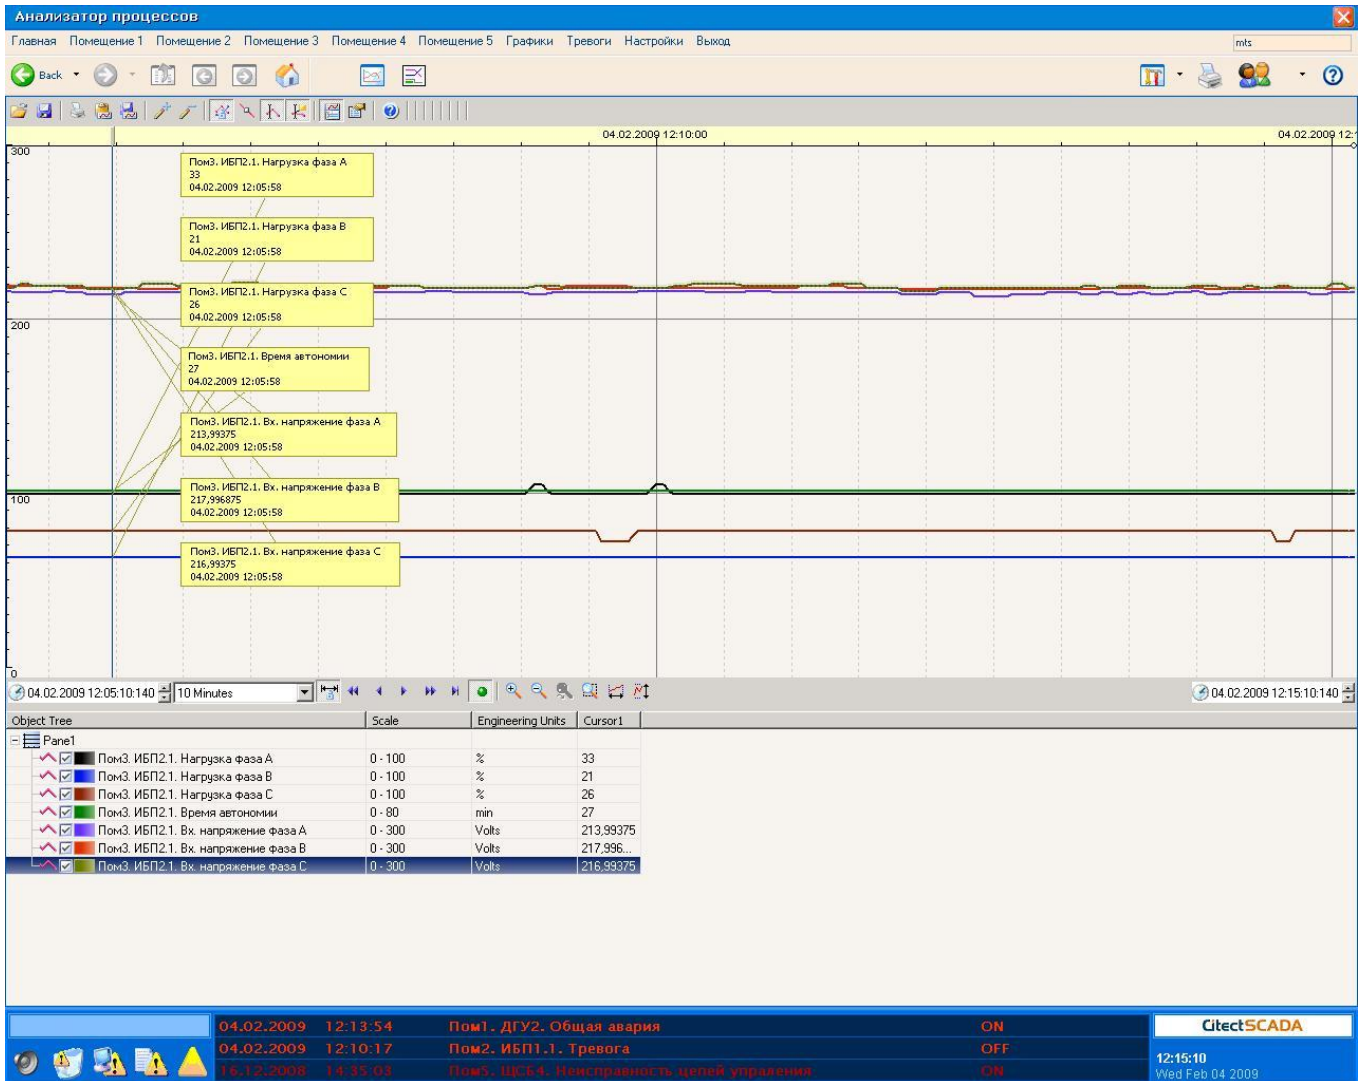 Анализатор процессов
Главная Помещение 1 Помещение 2 Помещение 3 Помещение 4 Помещение 5 Графики Тревоги Настройки Выход
mts
Back
04.02.2009 12:10:00 04.02.2009 12:1
300
Пом3. ИБП2.1. Нагрузка фаза А
33
04.02.2009 12:05:58
Пом3. ИБП2.1. Нагрузка фаза В
21
04.02.2009 12:05:58
Пом3. ИБП2.1. Нагрузка фаза С
26
04.02.2009 12:05:58
200
Пом3. ИБП2.1. Время автономии
27
04.02.2009 12:05:58
Пом3. ИБП2.1. Вх. напряжение фаза А
213,99375
04.02.2009 12:05:58
Пом3. ИБП2.1. Вх. напряжение фаза В
217,996875
04.02.2009 12:05:58
100
Пом3. ИБП2.1. Вх. напряжение фаза С
216,99375
04.02.2009 12:05:58
0
04.02.2009 12:05:10:140 10 Minutes 04.02.2009 12:15:10:140
Object Tree Scale Engineering Units Cursor1
Pane1
Пом3. ИБП2.1. Нагрузка фаза А 0 - 100 % 33
Пом3. ИБП2.1. Нагрузка фаза В 0 - 100 % 21
Пом3. ИБП2.1. Нагрузка фаза С 0 - 100 % 26
Пом3. ИБП2.1. Время автономии 0 - 80 min 27
Пом3. ИБП2.1. Вх. напряжение фаза А 0 - 300 Volts 213,99375
Пом3. ИБП2.1. Вх. напряжение фаза В 0 - 300 Volts 217,996...
Пом3. ИБП2.1. Вх. напряжение фаза С 0 - 300 Volts 216,99375
04.02.2009 12:13:54 Пом1. ДГУ2. Общая авария ON
04.02.2009 12:10:17 Пом2. ИБП1.1. Тревога OFF
16.12.2008 14:35:03 Пом5. ЩСБ4. Неисправность цепей упраления ON
CitectSCADA
12:15:10
Wed Feb 04 2009